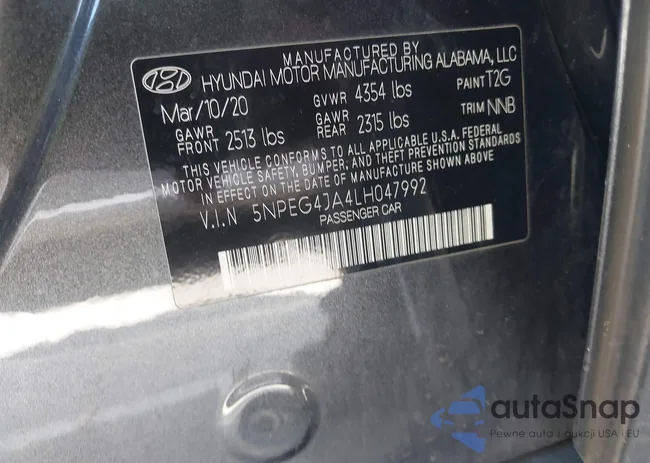 MANUFACTURED BY
HYUNDAI MOTOR MANUFACTURING ALABAMA, LLC
Mar/10/20 GVWR 4354 lbs PAINT T2G
GAWR FRONT 2513 lbs GAWR REAR 2315 lbs TRIM NNB
THIS VEHICLE CONFORMS TO ALL APPLICABLE U.S.A. FEDERAL
MOTOR VEHICLE SAFETY, BUMPER, AND THEFT PREVENTION STANDARDS
IN EFFECT ON THE DATE OF MANUFACTURE SHOWN ABOVE
V.I.N 5NPEG4JA4LH047992
PASSENGER CAR
autaSnap
Pewne auta z aukcji USA i EU